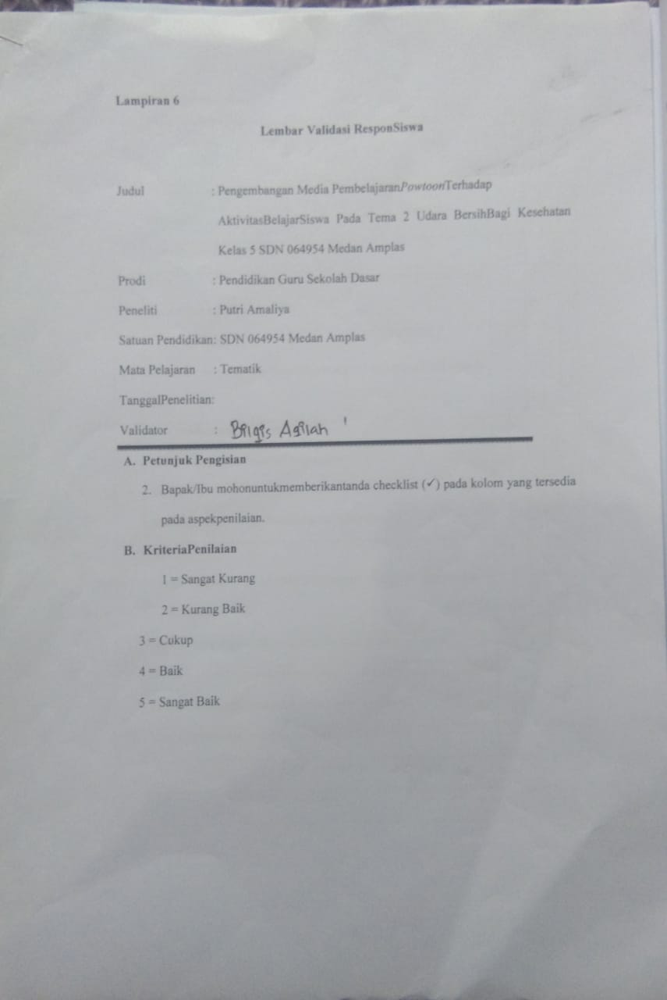 Lampiran 6
Lembar Validasi ResponSiswa
Judul : Pengembangan Media PembelajaranPowtoonTerhadap
AktivitasBelajarSiswa Pada Tema 2 Udara BersihBagi Kesehatan
Kelas 5 SDN 064954 Medan Amplas
Prodi : Pendidikan Guru Sekolah Dasar
Peneliti : Putri Amaliya
Satuan Pendidikan: SDN 064954 Medan Amplas
Mata Pelajaran : Tematik
TanggalPenelitian:
Validator : Bilqis Aqilah
A. Petunjuk Pengisian
2. Bapak/Ibu mohonuntukmemberikantanda checklist (✓) pada kolom yang tersedia
pada aspekpenilaian.
B. KriteriaPenilaian
1 = Sangat Kurang
2 = Kurang Baik
3 = Cukup
4 = Baik
5 = Sangat Baik